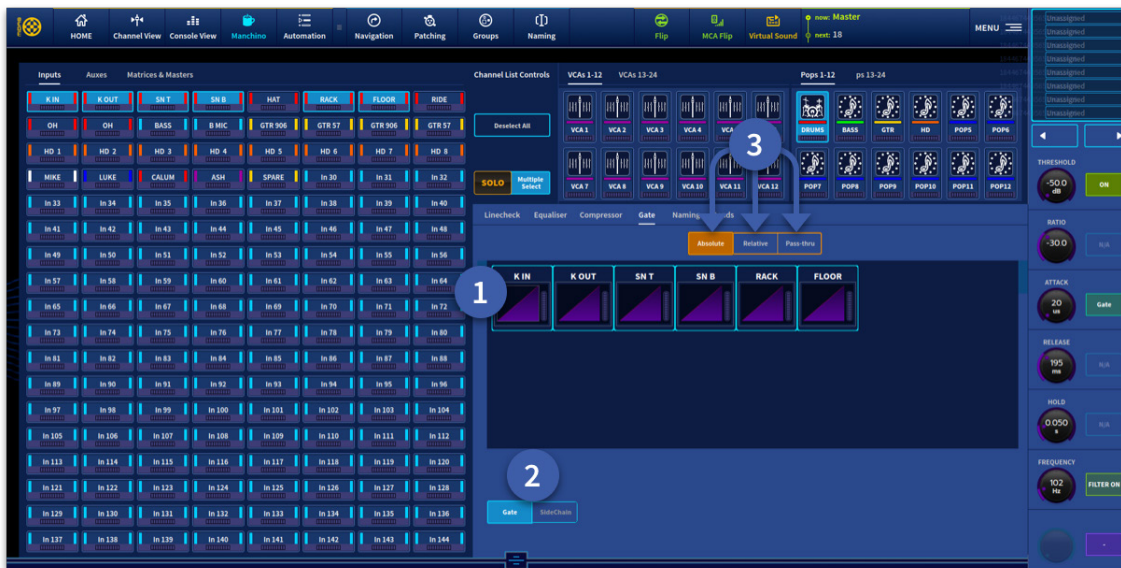 HOME
Channel View
Console View
Manchino
Automation
Navigation
Patching
Groups
Naming
Flip
MCA Flip
Virtual Sound
now: Master
next: 18
MENU
Unassigned
Unassigned
Unassigned
Unassigned
Unassigned
Unassigned
Unassigned
Unassigned
Inputs Auxes Matrices & Masters
K IN K OUT SN T SN B HAT RACK FLOOR RIDE
OH OH BASS B MIC GTR 906 GTR 57 GTR 906 GTR 57
HD 1 HD 2 HD 3 HD 4 HD 5 HD 6 HD 7 HD 8
MIKE LUKE CALUM ASH SPARE In 30 In 31 In 32
In 33 In 34 In 35 In 36 In 37 In 38 In 39 In 40
In 41 In 42 In 43 In 44 In 45 In 46 In 47 In 48
In 49 In 50 In 51 In 52 In 53 In 54 In 55 In 56
In 57 In 58 In 59 In 60 In 61 In 62 In 63 In 64
In 65 In 66 In 67 In 68 In 69 In 70 In 71 In 72
In 73 In 74 In 75 In 76 In 77 In 78 In 79 In 80
In 81 In 82 In 83 In 84 In 85 In 86 In 87 In 88
In 89 In 90 In 91 In 92 In 93 In 94 In 95 In 96
In 97 In 98 In 99 In 100 In 101 In 102 In 103 In 104
In 105 In 106 In 107 In 108 In 109 In 110 In 111 In 112
In 113 In 114 In 115 In 116 In 117 In 118 In 119 In 120
In 121 In 122 In 123 In 124 In 125 In 126 In 127 In 128
In 129 In 130 In 131 In 132 In 133 In 134 In 135 In 136
In 137 In 138 In 139 In 140 In 141 In 142 In 143 In 144
Channel List Controls
Deselect All
SOLO
Multiple
Select
VCAs 1-12 VCAs 13-24
VCA 1 VCA 2 VCA 3 VCA 4
VCA 7 VCA 8 VCA 9 VCA 10 VCA 11 VCA 12
Pops 1-12 ps 13-24
DRUMS BASS GTR HD POP5 POP6
POP7 POP8 POP9 POP10 POP11 POP12
3
Linecheck Equaliser Compressor Gate
Absolute Relative Pass-thru
K IN K OUT SN T SN B RACK FLOOR
1
2
Gate SideChain
THRESHOLD
-50.0
dB
ON
RATIO
-30.0
N/A
ATTACK
20
us
Gate
RELEASE
195
ms
N/A
HOLD
0.050
s
N/A
FREQUENCY
102
Hz
FILTER ON
-